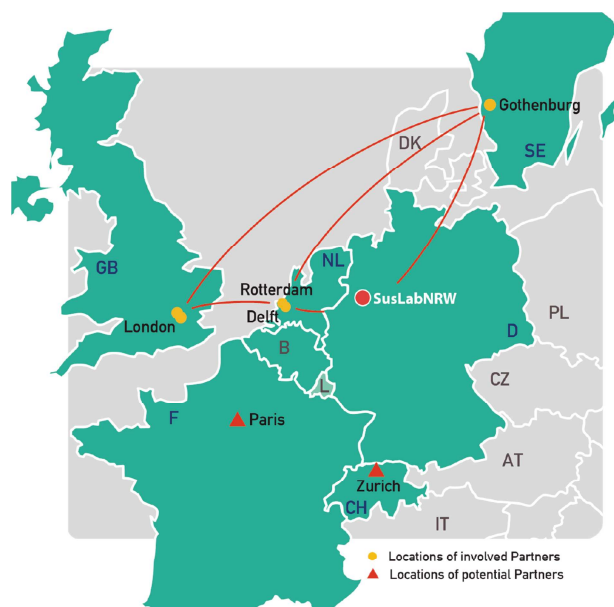 Gothenburg
DK
SE
GB
NL
Rotterdam
SusLabNRW
Delft
London
PL
D
B
CZ
L
F
Paris
AT
Zurich
CH
IT
Locations of involved Partners
Locations of potential Partners